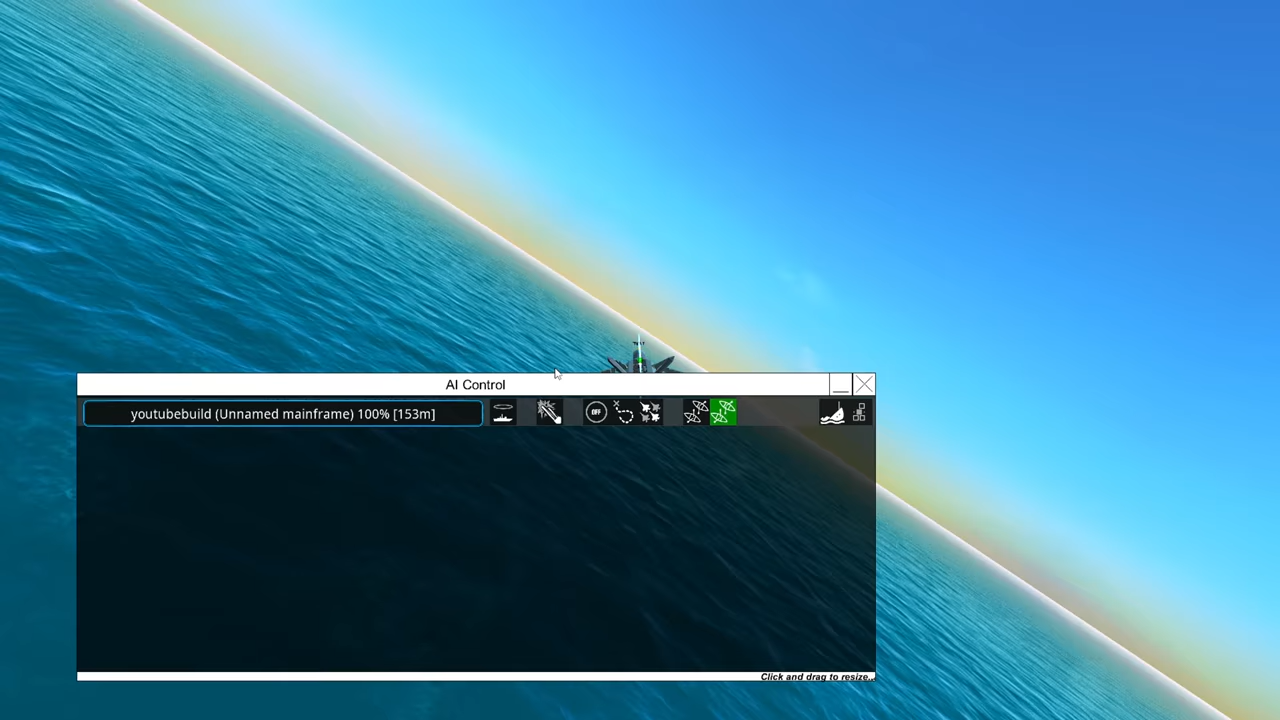 AI Control
youtubebuild (Unnamed mainframe) 100% [153m]
OFF
Click and drag to resize..